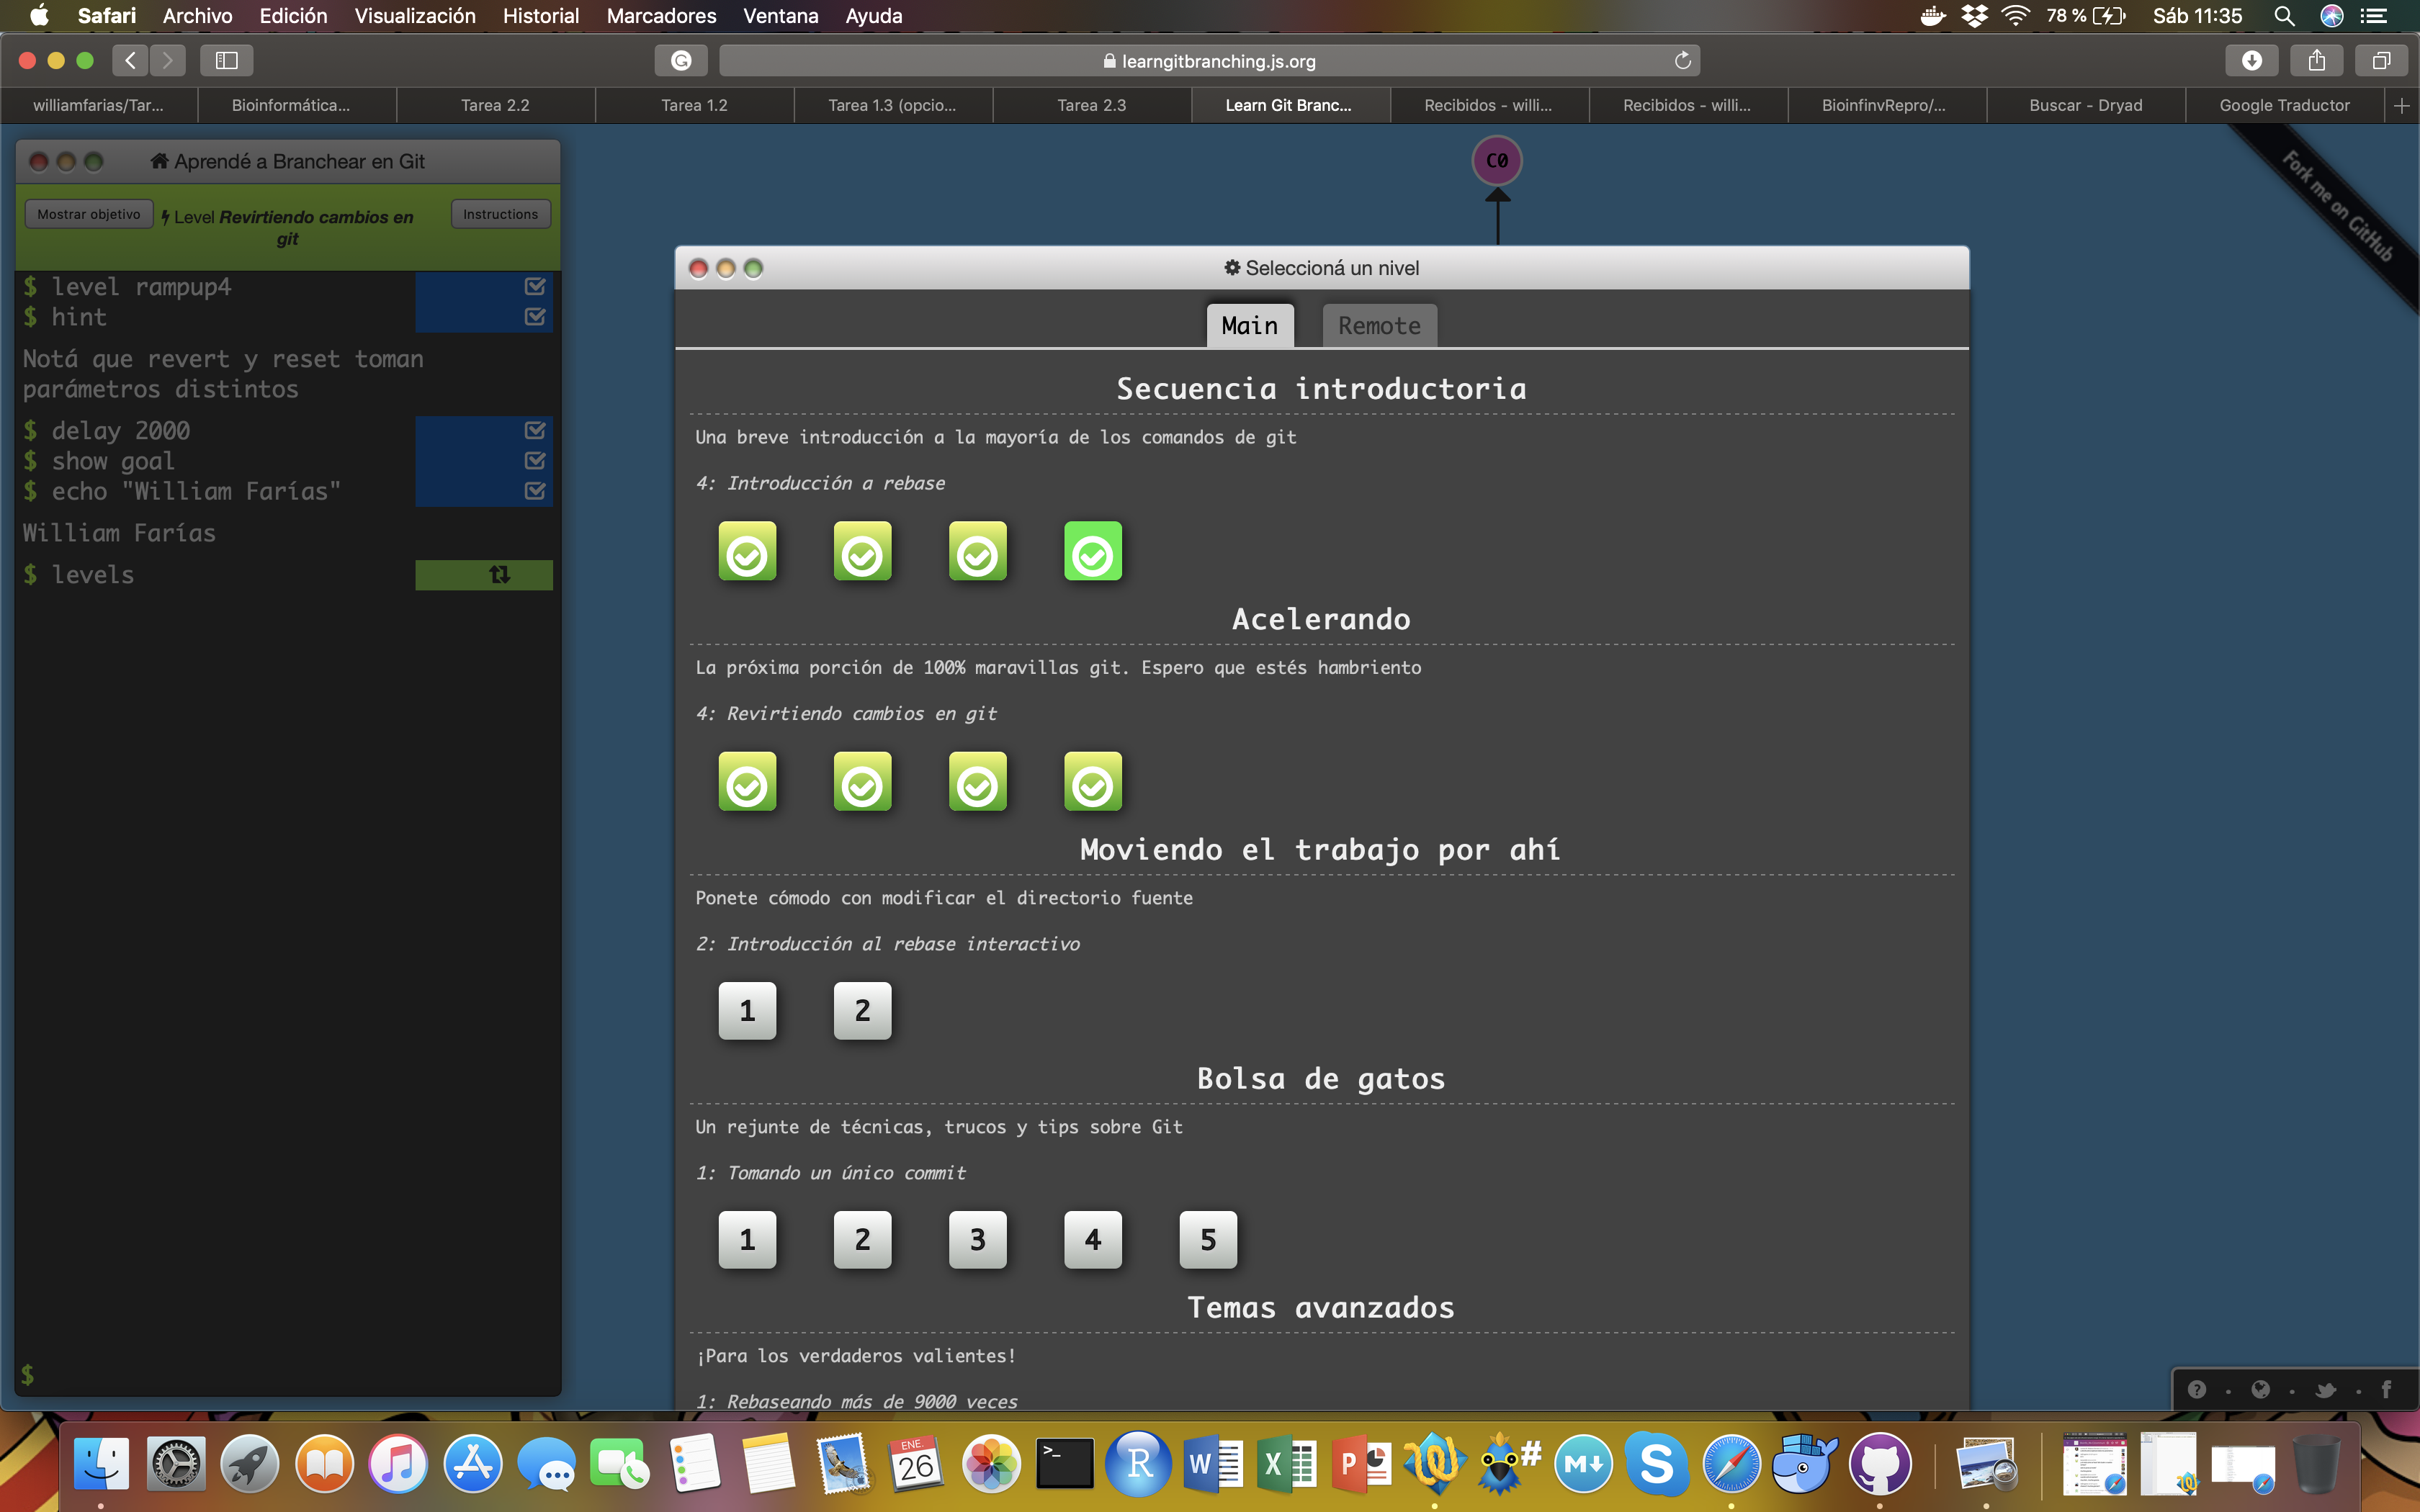 Safari Archivo Edición Visualización Historial Marcadores Ventana Ayuda 78 % Sáb 11:35
learngitbranching.js.org
williamfarias/Tar... Bioinformática... Tarea 2.2 Tarea 1.2 Tarea 1.3 (opcio... Tarea 2.3 Learn Git Branc... Recibidos - willi... Recibidos - willi... BioinfinvRepro/... Buscar - Dryad Google Traductor
Aprendé a Branchear en Git
Mostrar objetivo
Level Revirtiendo cambios en
git
Instructions
$ level rampup4
$ hint
Notá que revert y reset toman
parámetros distintos
$ delay 2000
$ show goal
$ echo "William Farías"
William Farías
$ levels
$
C0
Fork me on GitHub
Seleccioná un nivel
Main Remote
Secuencia introductoria
Una breve introducción a la mayoría de los comandos de git
4: Introducción a rebase
Acelerando
La próxima porción de 100% maravillas git. Espero que estés hambriento
4: Revirtiendo cambios en git
Moviendo el trabajo por ahí
Ponete cómodo con modificar el directorio fuente
2: Introducción al rebase interactivo
1 2
Bolsa de gatos
Un rejunte de técnicas, trucos y tips sobre Git
1: Tomando un único commit
1 2 3 4 5
Temas avanzados
¡Para los verdaderos valientes!
1: Rebaseando más de 9000 veces
ENE.
26
>_
R
W
X
P
#
M
S